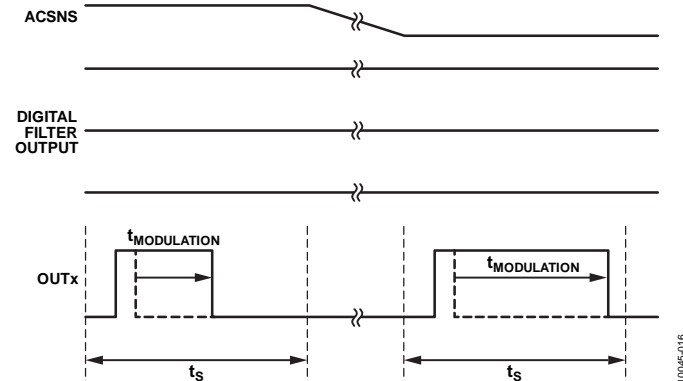 ACSNS
DIGITAL
FILTER
OUTPUT
tMODULATION
tMODULATION
OUTx
tS
tS
10045-016